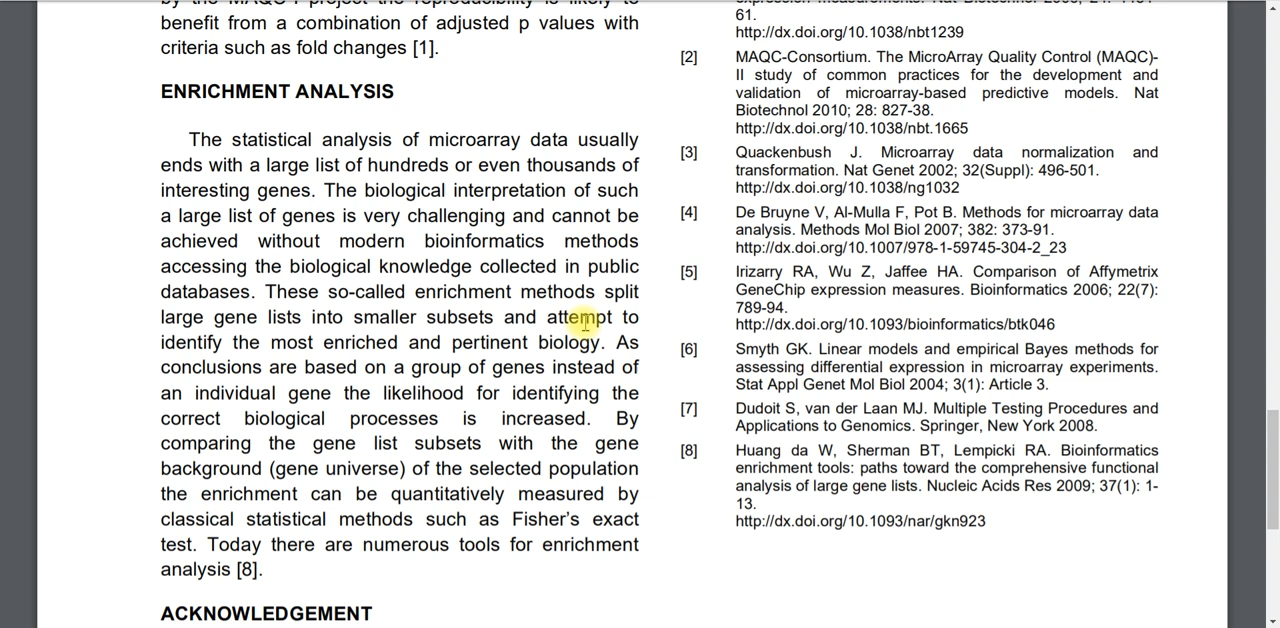 benefit from a combination of adjusted p values with
criteria such as fold changes [1].
ENRICHMENT ANALYSIS
The statistical analysis of microarray data usually
ends with a large list of hundreds or even thousands of
interesting genes. The biological interpretation of such
a large list of genes is very challenging and cannot be
achieved without modern bioinformatics methods
accessing the biological knowledge collected in public
databases. These so-called enrichment methods split
large gene lists into smaller subsets and attempt to
identify the most enriched and pertinent biology. As
conclusions are based on a group of genes instead of
an individual gene the likelihood for identifying the
correct biological processes is increased. By
comparing the gene list subsets with the gene
background (gene universe) of the selected population
the enrichment can be quantitatively measured by
classical statistical methods such as Fisher's exact
test. Today there are numerous tools for enrichment
analysis [8].
ACKNOWLEDGEMENT
61.
http://dx.doi.org/10.1038/nbt1239
[2] MAQC-Consortium. The MicroArray Quality Control (MAQC)-
II study of common practices for the development and
validation of microarray-based predictive models. Nat
Biotechnol 2010; 28: 827-38.
http://dx.doi.org/10.1038/nbt.1665
[3] Quackenbush J. Microarray data normalization and
transformation. Nat Genet 2002; 32(Suppl): 496-501.
http://dx.doi.org/10.1038/ng1032
[4] De Bruyne V, Al-Mulla F, Pot B. Methods for microarray data
analysis. Methods Mol Biol 2007; 382: 373-91.
http://dx.doi.org/10.1007/978-1-59745-304-2_23
[5] Irizarry RA, Wu Z, Jaffee HA. Comparison of Affymetrix
GeneChip expression measures. Bioinformatics 2006; 22(7):
789-94.
http://dx.doi.org/10.1093/bioinformatics/btk046
[6] Smyth GK. Linear models and empirical Bayes methods for
assessing differential expression in microarray experiments.
Stat Appl Genet Mol Biol 2004; 3(1): Article 3.
[7] Dudoit S, van der Laan MJ. Multiple Testing Procedures and
Applications to Genomics. Springer, New York 2008.
[8] Huang da W, Sherman BT, Lempicki RA. Bioinformatics
enrichment tools: paths toward the comprehensive functional
analysis of large gene lists. Nucleic Acids Res 2009; 37(1): 1-
13.
http://dx.doi.org/10.1093/nar/gkn923